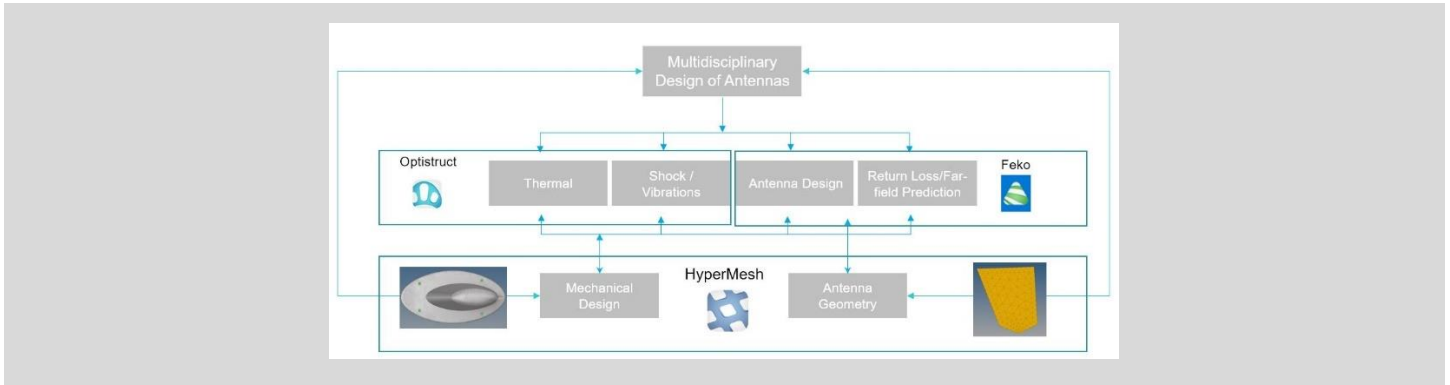 Multidisciplinary
Design of Antennas
Optistruct
Thermal
Shock /
Vibrations
Antenna Design
Return Loss/Far-
field Prediction
Feko
Mechanical
Design
HyperMesh
Antenna
Geometry